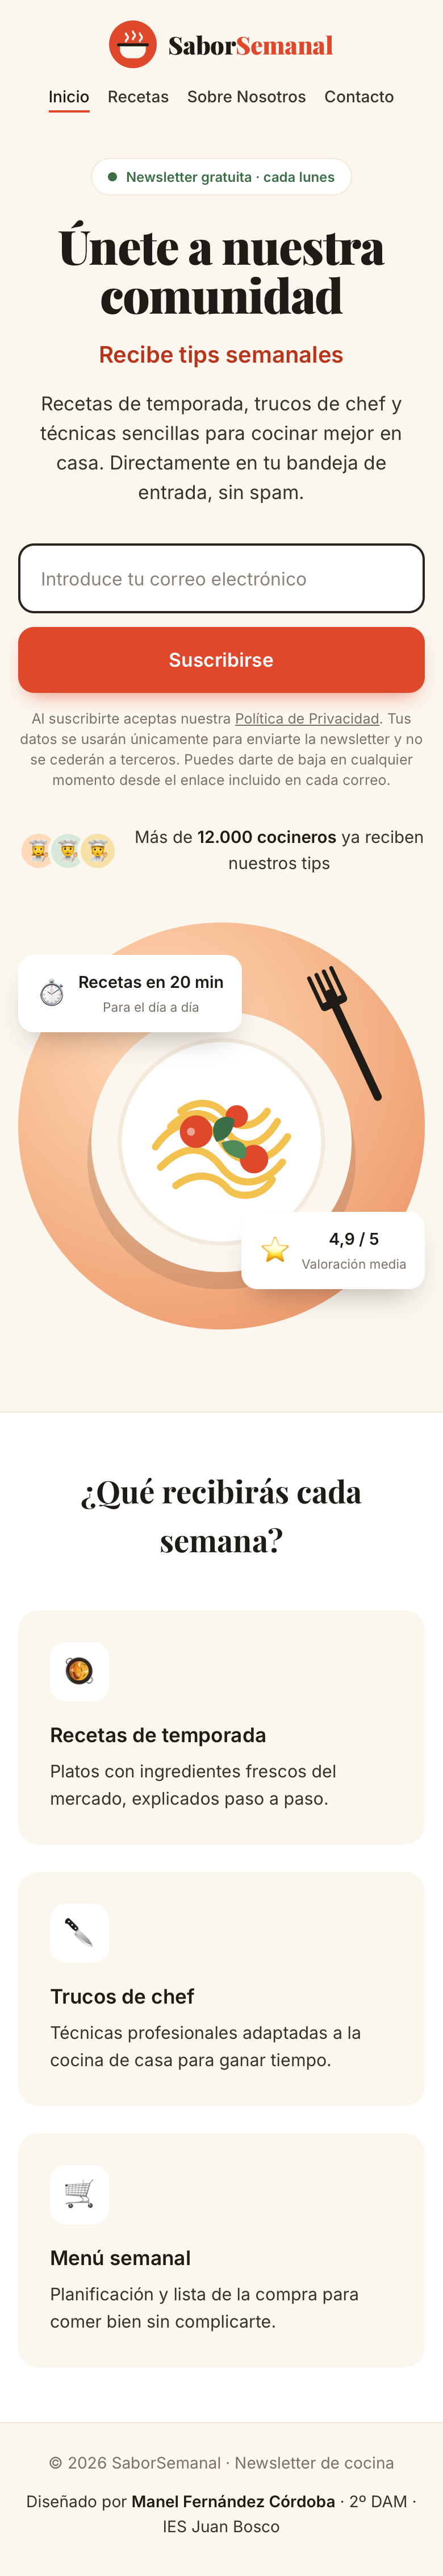 SaborSemanal
Inicio Recetas Sobre Nosotros Contacto
Newsletter gratuita · cada lunes
Únete a nuestra
comunidad
Recibe tips semanales
Recetas de temporada, trucos de chef y
técnicas sencillas para cocinar mejor en
casa. Directamente en tu bandeja de
entrada, sin spam.
Introduce tu correo electrónico
Suscribirse
Al suscribirte aceptas nuestra Política de Privacidad. Tus
datos se usarán únicamente para enviarte la newsletter y no
se cederán a terceros. Puedes darte de baja en cualquier
momento desde el enlace incluido en cada correo.
Más de 12.000 cocineros ya reciben
nuestros tips
Recetas en 20 min
Para el día a día
4,9 / 5
Valoración media
¿Qué recibirás cada
semana?
Recetas de temporada
Platos con ingredientes frescos del
mercado, explicados paso a paso.
Trucos de chef
Técnicas profesionales adaptadas a la
cocina de casa para ganar tiempo.
Menú semanal
Planificación y lista de la compra para
comer bien sin complicarte.
© 2026 SaborSemanal · Newsletter de cocina
Diseñado por Manel Fernández Córdoba · 2º DAM ·
IES Juan Bosco